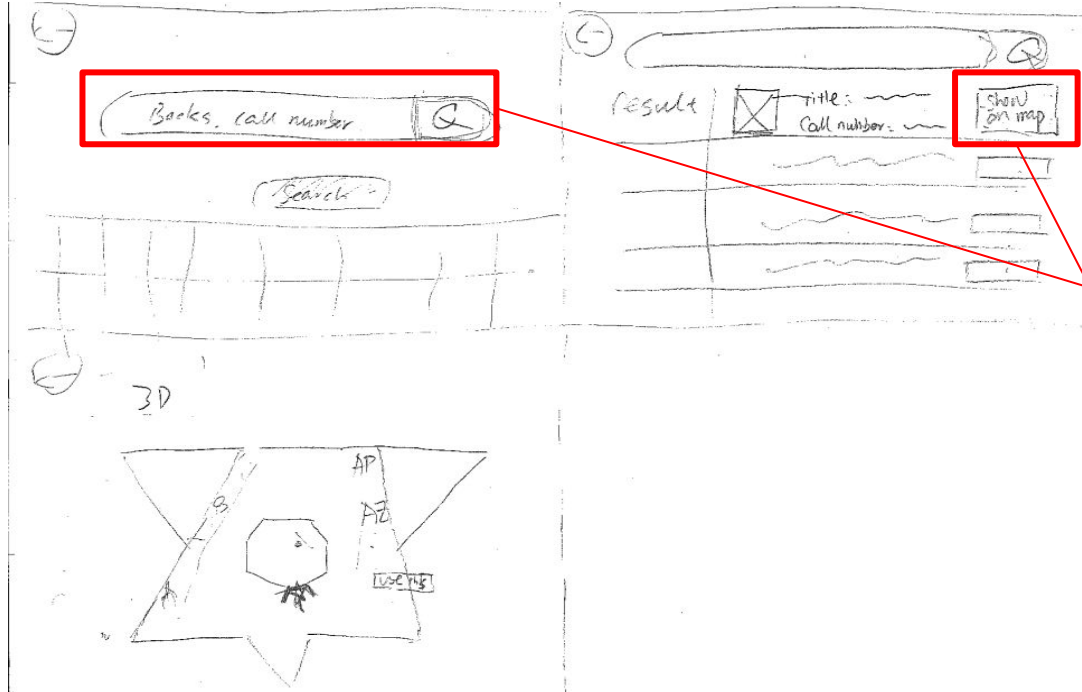 Books, call number
Search
result
Title:
Call number:
Show
on map
3D
AP
AZ
use this